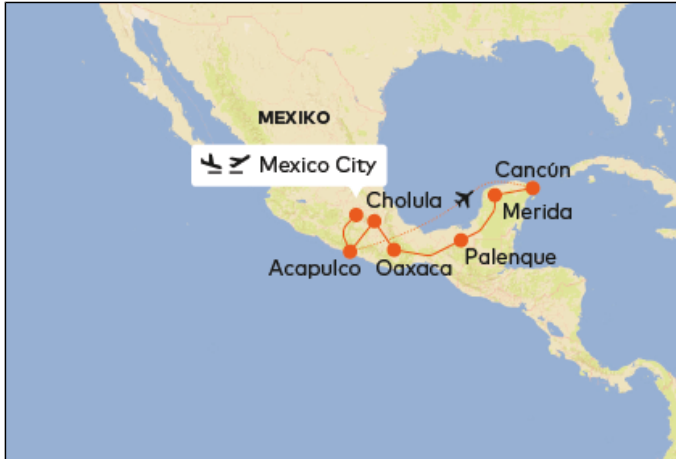 MEXIKO
Mexico City
Cancún
Cholula
Merida
Palenque
Acapulco
Oaxaca